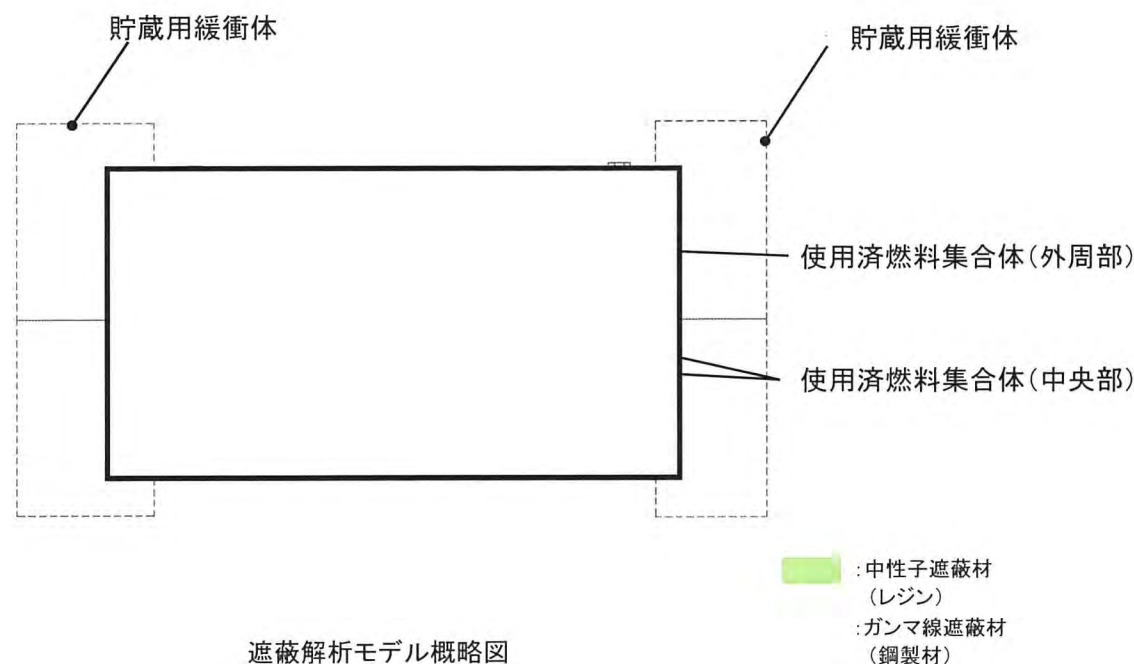 貯蔵用緩衝体
貯蔵用緩衝体
使用済燃料集合体(外周部)
使用済燃料集合体(中央部)
:中性子遮蔽材
(レジン)
:ガンマ線遮蔽材
(鋼製材)
遮蔽解析モデル概略図